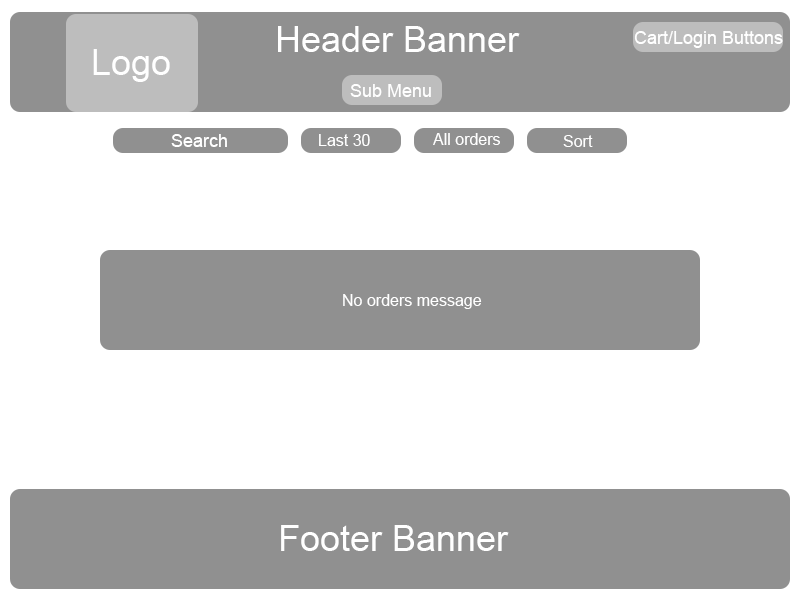 Logo
Header Banner
Cart/Login Buttons
Sub Menu
Search
Last 30
All orders
Sort
No orders message
Footer Banner